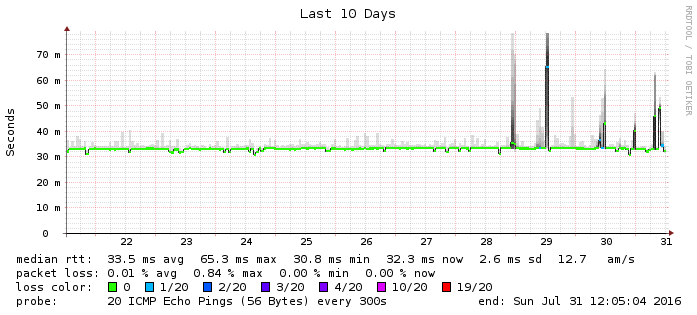 Last 10 Days
RRDTOOL / TOBI OETIKER
Seconds
70 m
60 m
50 m
40 m
30 m
20 m
10 m
0
22 23 24 25 26 27 28 29 30 31
median rtt: 33.5 ms avg 65.3 ms max 30.8 ms min 32.3 ms now 2.6 ms sd 12.7 am/s
packet loss: 0.01 % avg 0.84 % max 0.00 % min 0.00 % now
loss color: 0 1/20 2/20 3/20 4/20 10/20 19/20
probe: 20 ICMP Echo Pings (56 Bytes) every 300s end: Sun Jul 31 12:05:04 2016